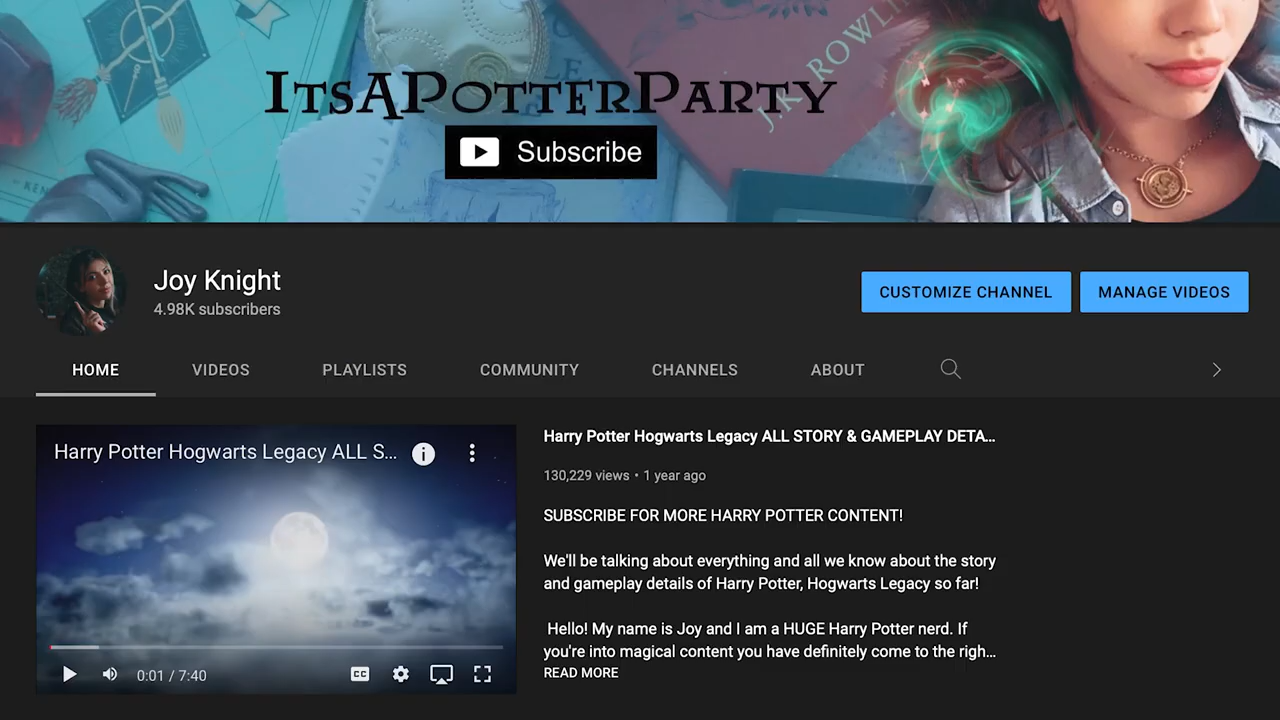 J.K. ROWLI
ITSAPOTTERPARTY
Subscribe
Joy Knight
4.98K subscribers
CUSTOMIZE CHANNEL
MANAGE VIDEOS
HOME
VIDEOS
PLAYLISTS
COMMUNITY
CHANNELS
ABOUT
Harry Potter Hogwarts Legacy ALL S...
0:01 / 7:40
CC
Harry Potter Hogwarts Legacy ALL STORY & GAMEPLAY DETA...
130,229 views • 1 year ago
SUBSCRIBE FOR MORE HARRY POTTER CONTENT!
We'll be talking about everything and all we know about the story
and gameplay details of Harry Potter, Hogwarts Legacy so far!
Hello! My name is Joy and I am a HUGE Harry Potter nerd. If
you're into magical content you have definitely come to the righ...
READ MORE